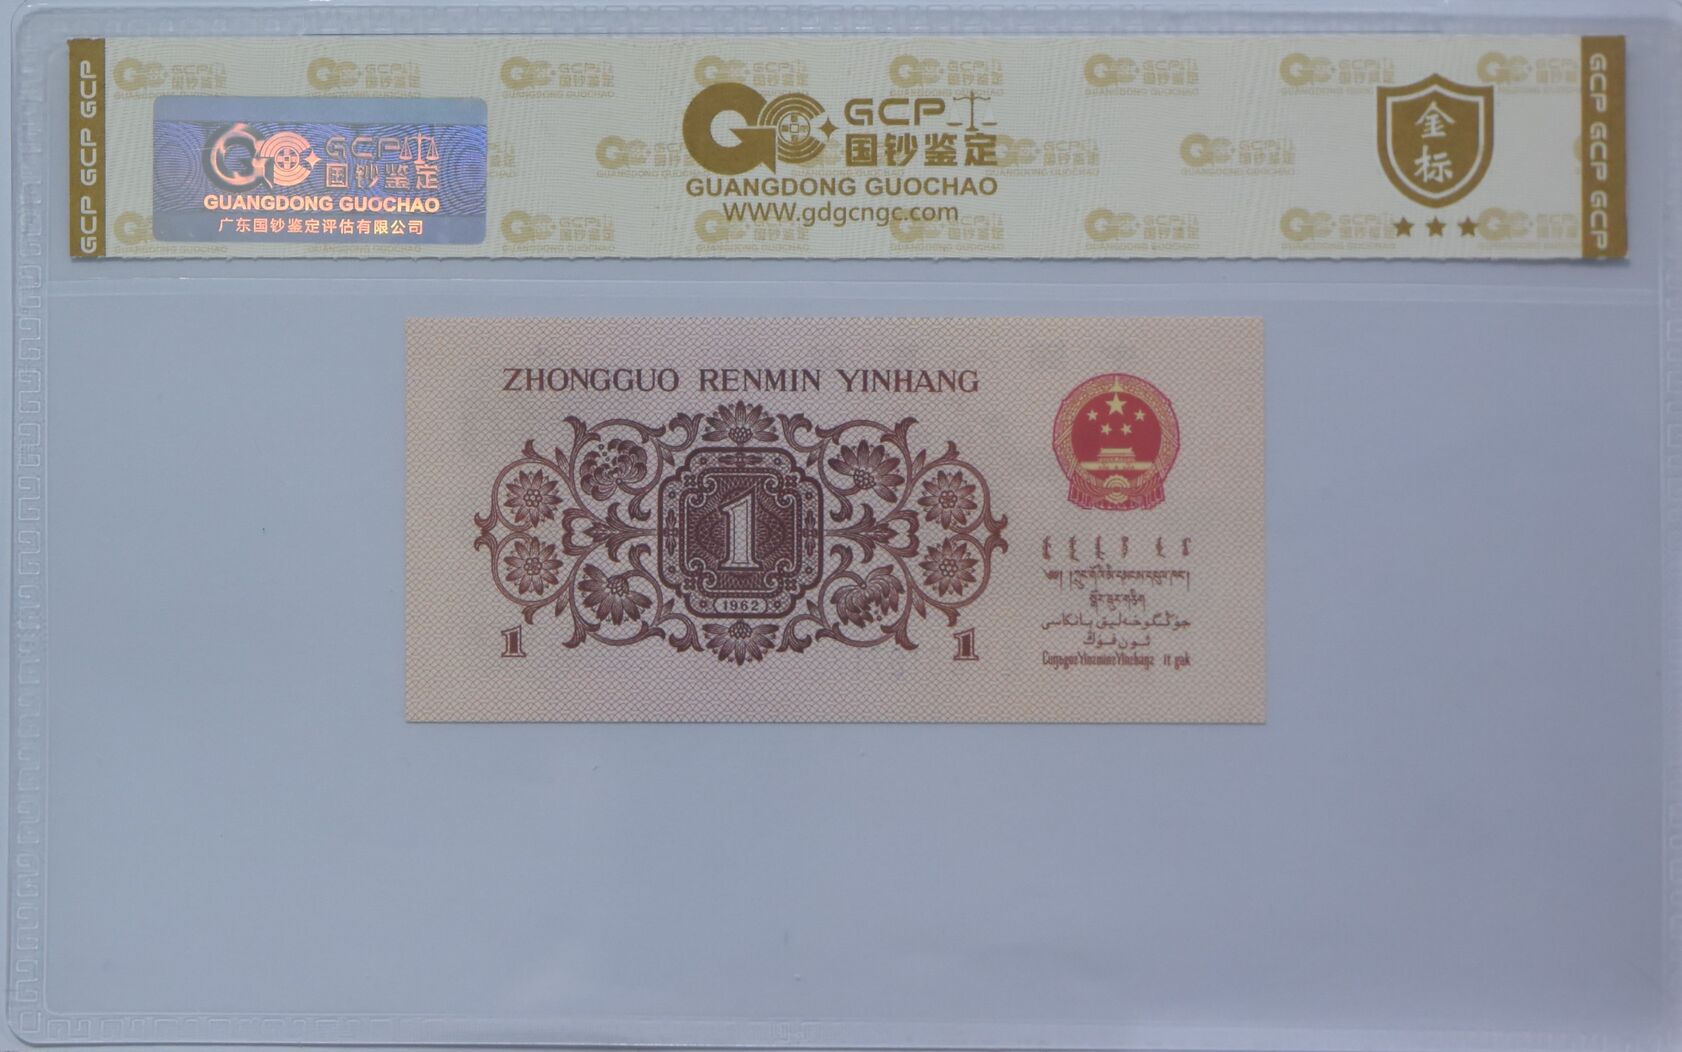 GCP GCP GCP
GCP
国钞鉴定
GUANGDONG GUOCHAO
广东国钞鉴定评估有限公司
GCP
国钞鉴定
GUANGDONG GUOCHAO
WWW.gdgcngc.com
金
标
GCP GCP GCP GCP
ZHONGGUO RENMIN YINHANG
1
1962
1
1